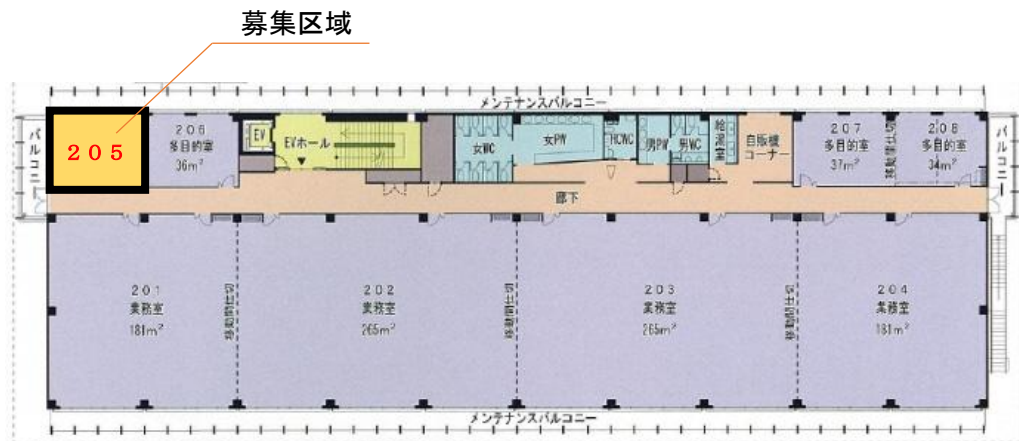 募集区域
メンテナンスバルコニー
バルコニー
205
206
多目的室
36m²
EV
EVホール
女WC
女PW
HCWC
男PW
男WC
給湯室
自販機
コーナー
207
多目的室
37m²
移動間仕切
208
多目的室
34m²
バルコニー
廊下
201
業務室
181m²
移動間仕切
202
業務室
265m²
移動間仕切
203
業務室
265m²
移動間仕切
204
業務室
181m²
メンテナンスバルコニー